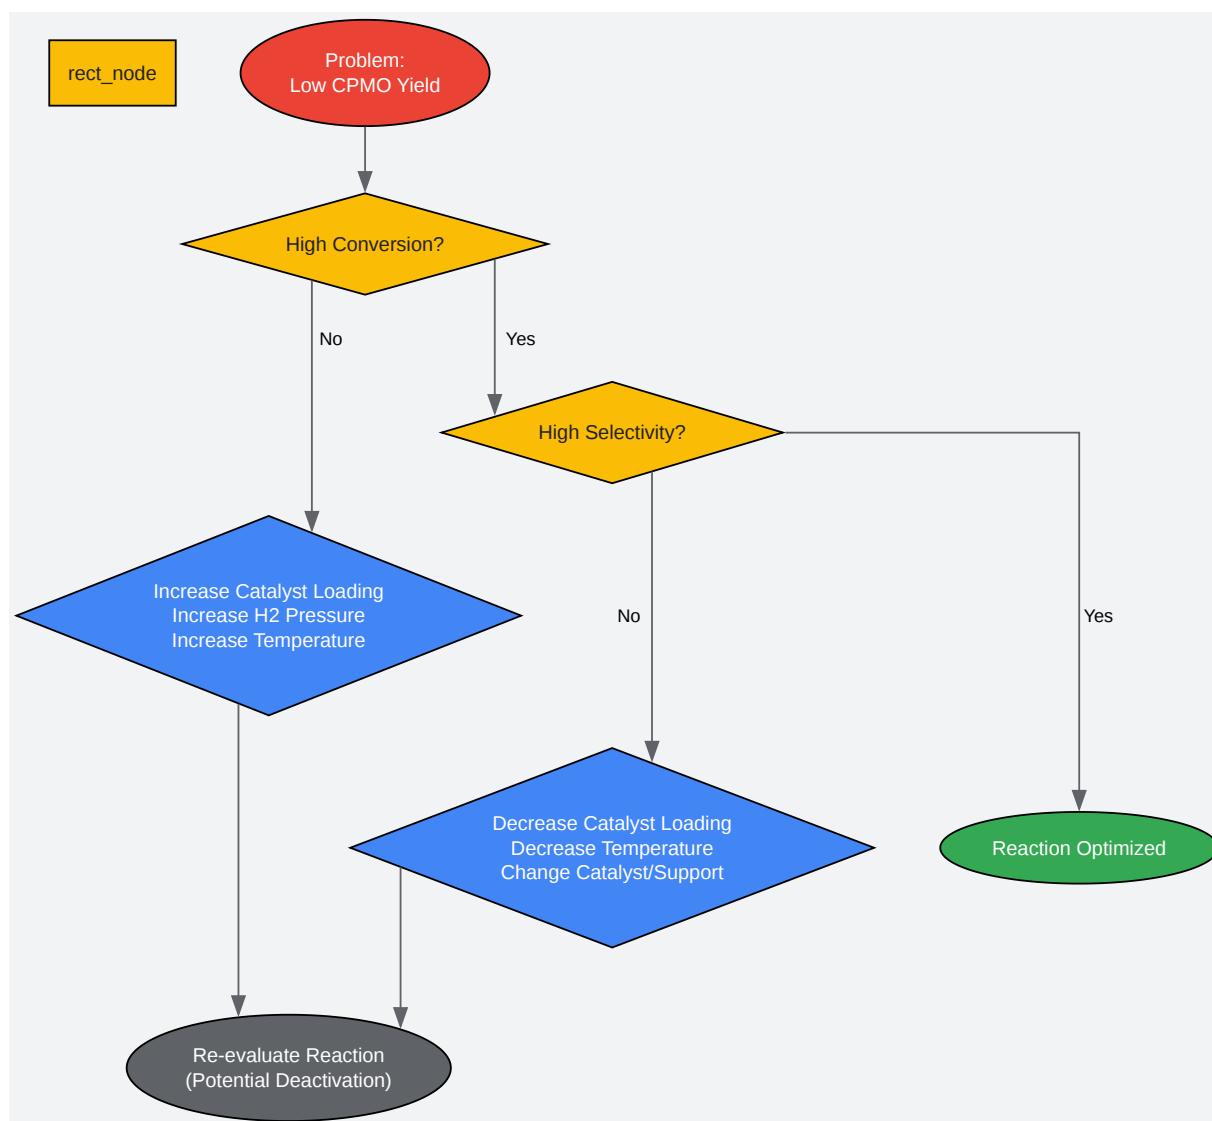 rect_node
Problem:
Low CPMO Yield
High Conversion?
No
Yes
High Selectivity?
Increase Catalyst Loading
Increase H2 Pressure
Increase Temperature
No
Yes
Decrease Catalyst Loading
Decrease Temperature
Change Catalyst/Support
Reaction Optimized
Re-evaluate Reaction
(Potential Deactivation)